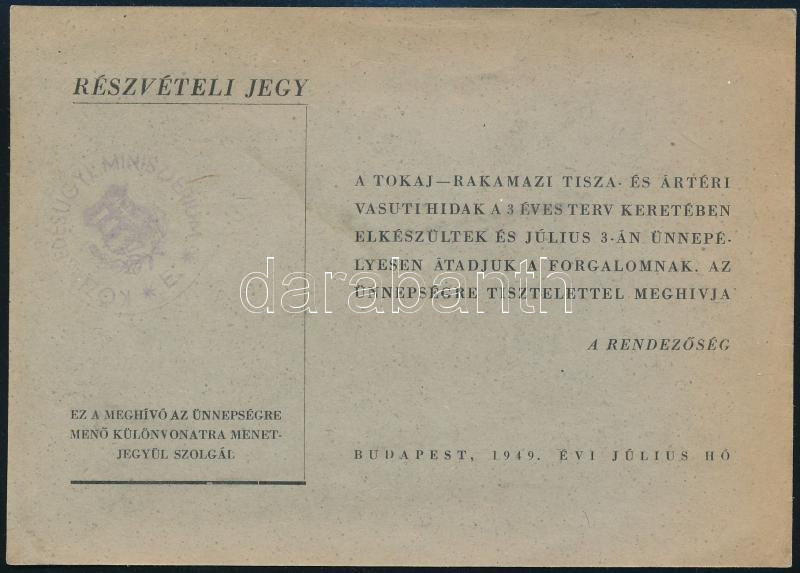 RÉSZVÉTELI JEGY
EZ A MEGHÍVÓ AZ ÜNNEPSÉGRE
MENŐ KÜLÖNVONATRA MENET-
JEGYÜL SZOLGÁL
A TOKAJ—RAKAMAZI TISZA- ÉS ÁRTÉRI
VASUTI HIDAK A 3 ÉVES TERV KERETÉBEN
ELKÉSZÜLTEK ÉS JÚLIUS 3-ÁN ÜNNEPÉ-
LYESEN ÁTADJUK A FORGALOMNAK. AZ
ÜNNEPSÉGRE TISZTELETTEL MEGHIVJA
A RENDEZŐSÉG
BUDAPEST, 1949. ÉVI JÚLIUS HÓ
darabanth